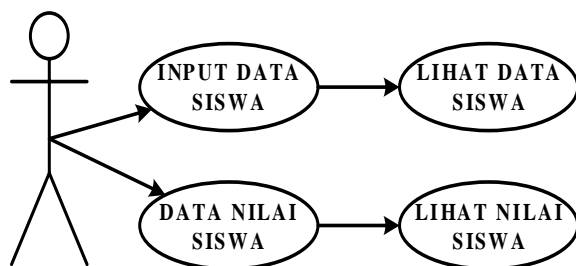 INPUT DATA
SISWA
LIHAT DATA
SISWA
DATA NILAI
SISWA
LIHAT NILAI
SISWA